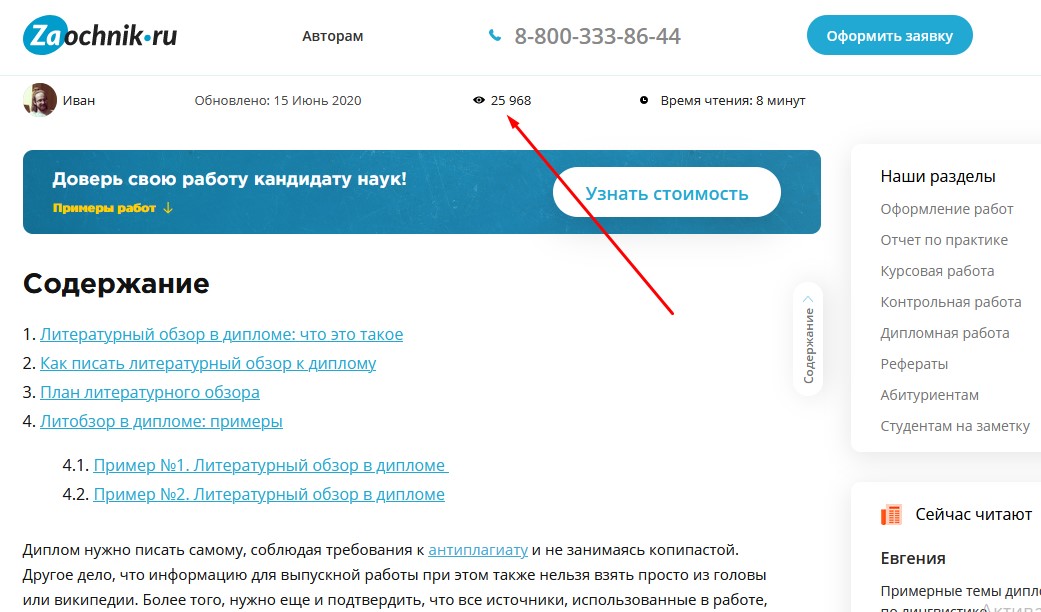 Zaochnik.ru
Авторам
8-800-333-86-44
Оформить заявку
Иван
Обновлено: 15 Июнь 2020
25 968
Время чтения: 8 минут
Доверь свою работу кандидату наук!
Примеры работ ↓
Узнать стоимость
Содержание
1. Литературный обзор в дипломе: что это такое
2. Как писать литературный обзор к диплому
3. План литературного обзора
4. Литобзор в дипломе: примеры
4.1. Пример №1. Литературный обзор в дипломе
4.2. Пример №2. Литературный обзор в дипломе
Диплом нужно писать самому, соблюдая требования к антиплагиату и не занимаясь копипастой.
Другое дело, что информацию для выпускной работы при этом также нельзя взять просто из головы
или википедии. Более того, нужно еще и подтвердить, что все источники, использованные в работе,
Содержание
Наши разделы
Оформление работ
Отчет по практике
Курсовая работа
Контрольная работа
Дипломная работа
Рефераты
Абитуриентам
Студентам на заметку
Сейчас читают
Евгения
Примерные темы дипло
по лингвистике